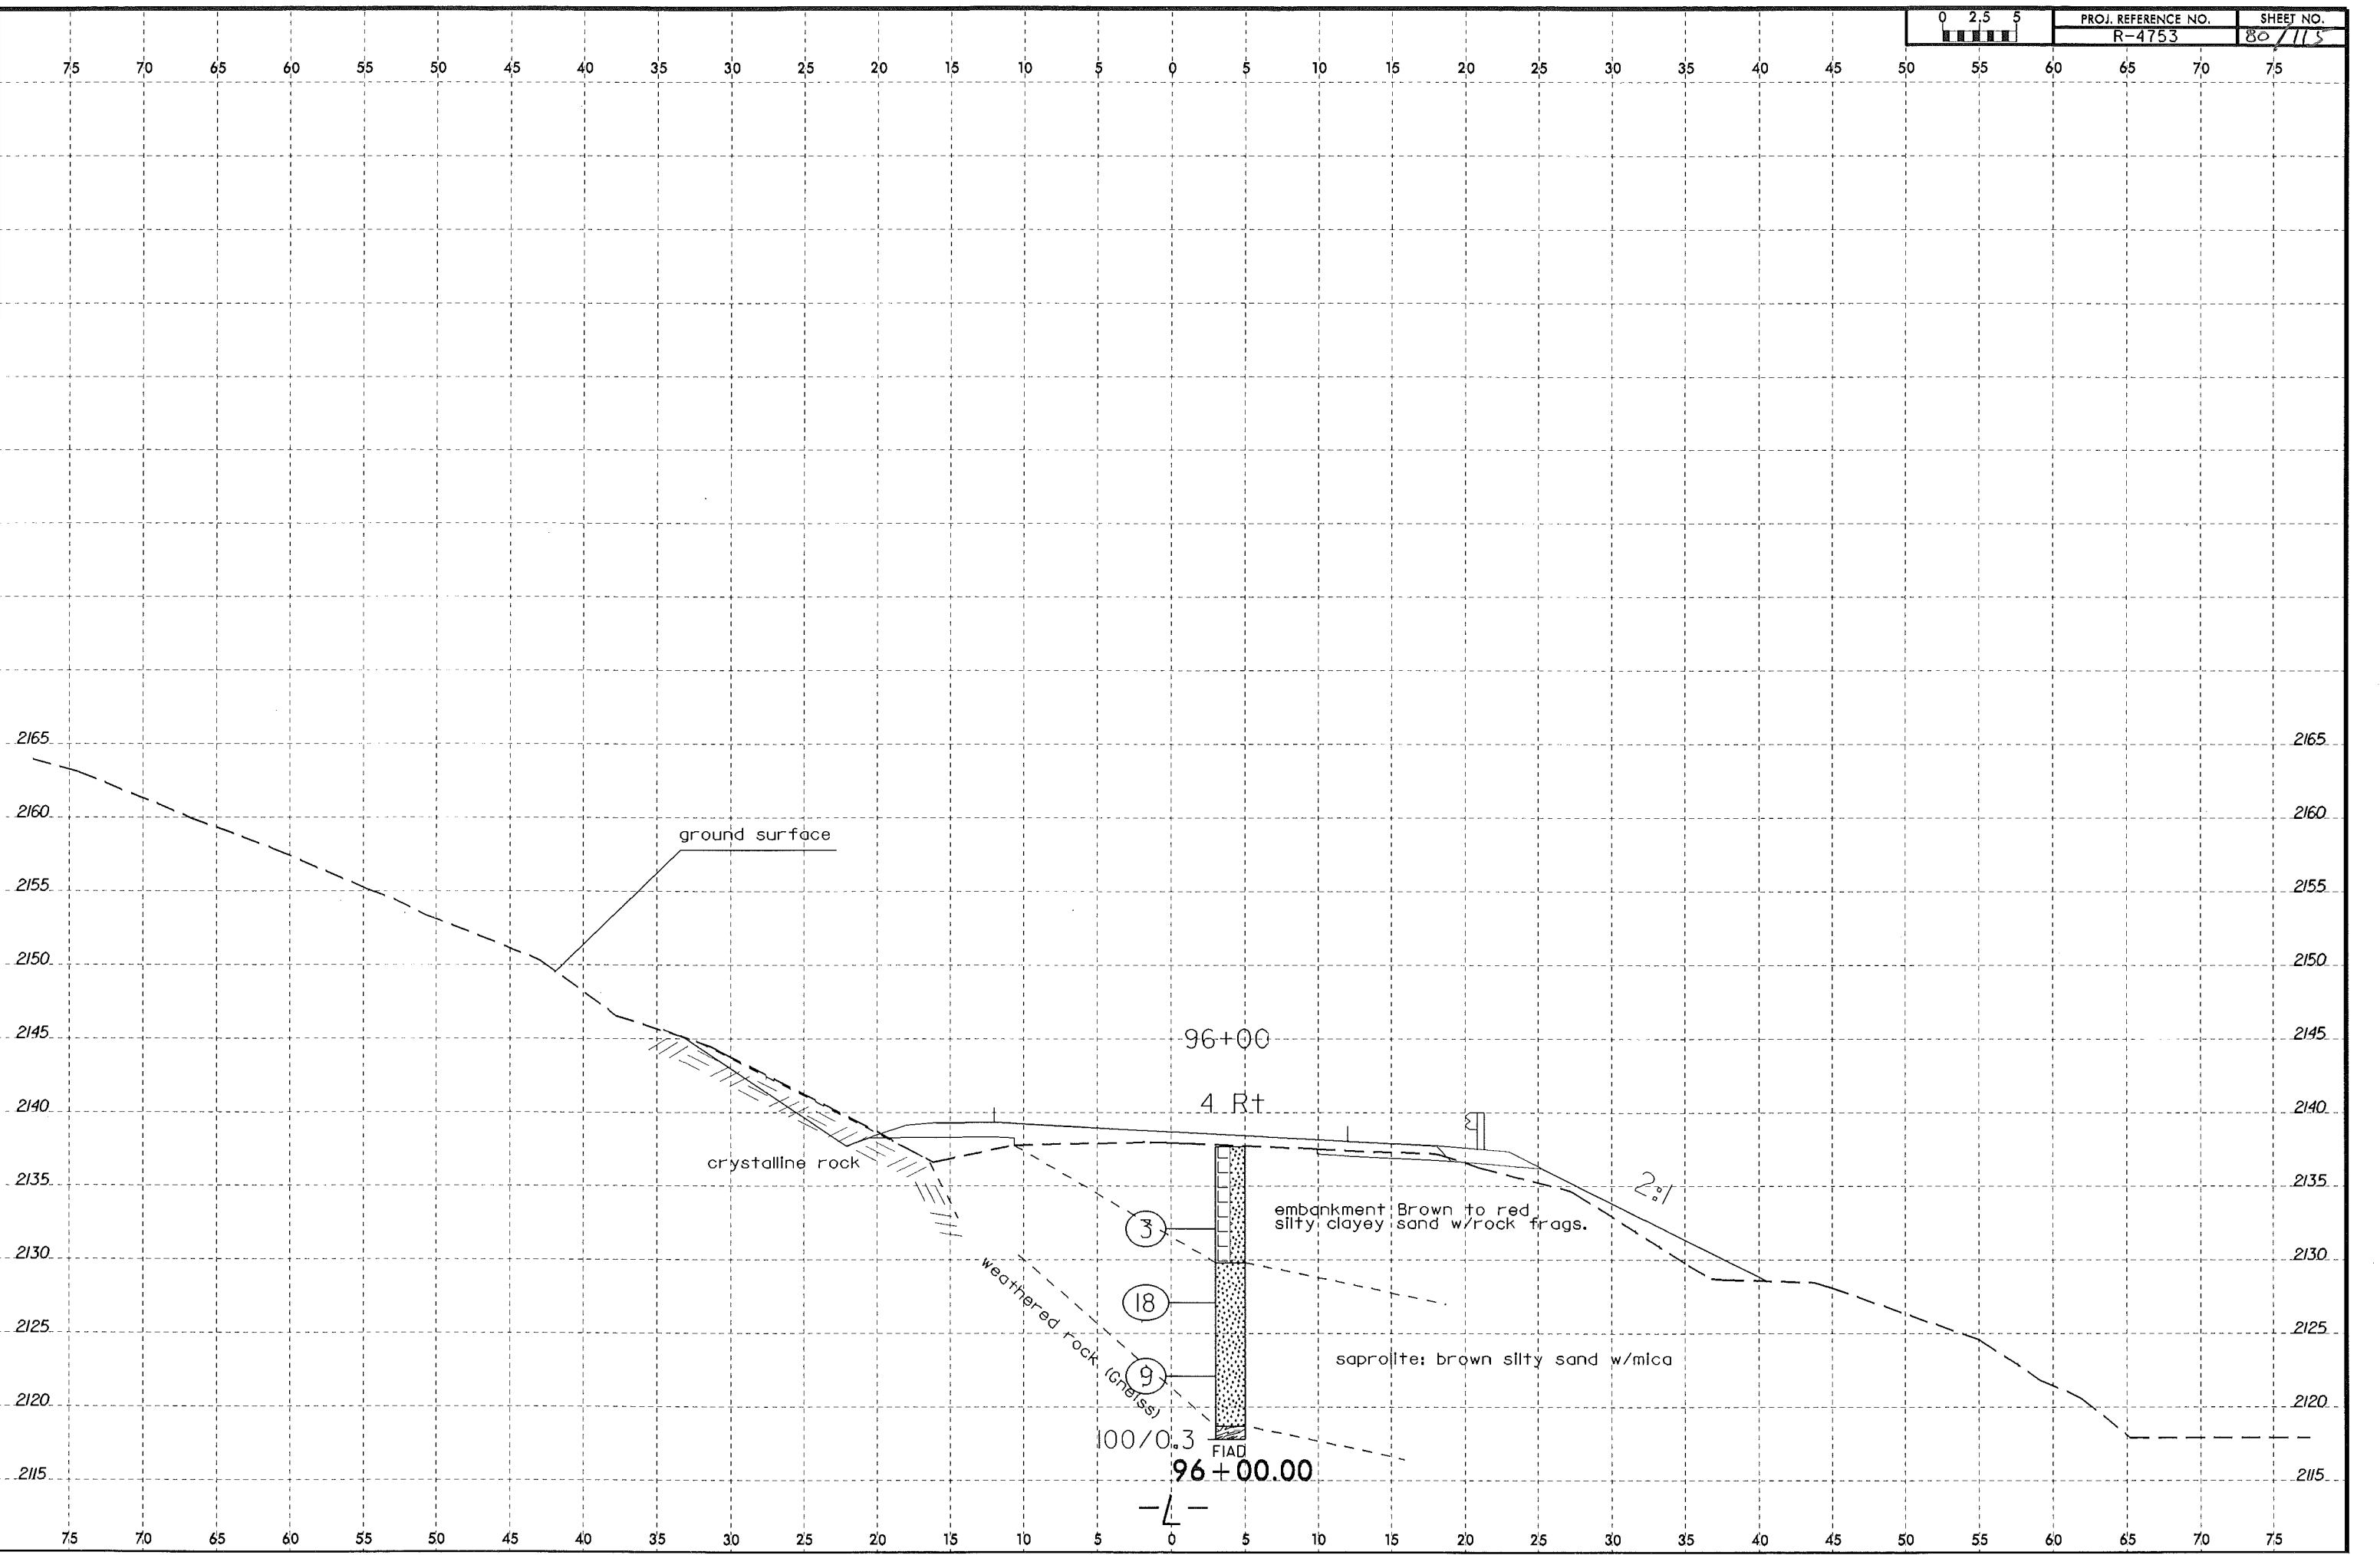 0 2.5 5
PROJ. REFERENCE NO.
SHEET NO.
R-4753
80/115
75 70 65 60 55 50 45 40 35 30 25 20 15 10 5 0 5 10 15 20 25 30 35 40 45 50 55 60 65 70 75
2165 2165
2160 2160
ground surface
2155 2155
2150 2150
2145 96+00 2145
2140 4 Rt 2140
crystalline rock
2135 2:1 2135
embankment Brown to red
silty clayey sand w/rock frags.
3
2130 2130
weathered rock (Gneiss)
18
2125 2125
saprolite: brown silty sand w/mica
9
2120 2120
100/0.3
FIAD
96+00.00
2115 2115
-L-
75 70 65 60 55 50 45 40 35 30 25 20 15 10 5 0 5 10 15 20 25 30 35 40 45 50 55 60 65 70 75